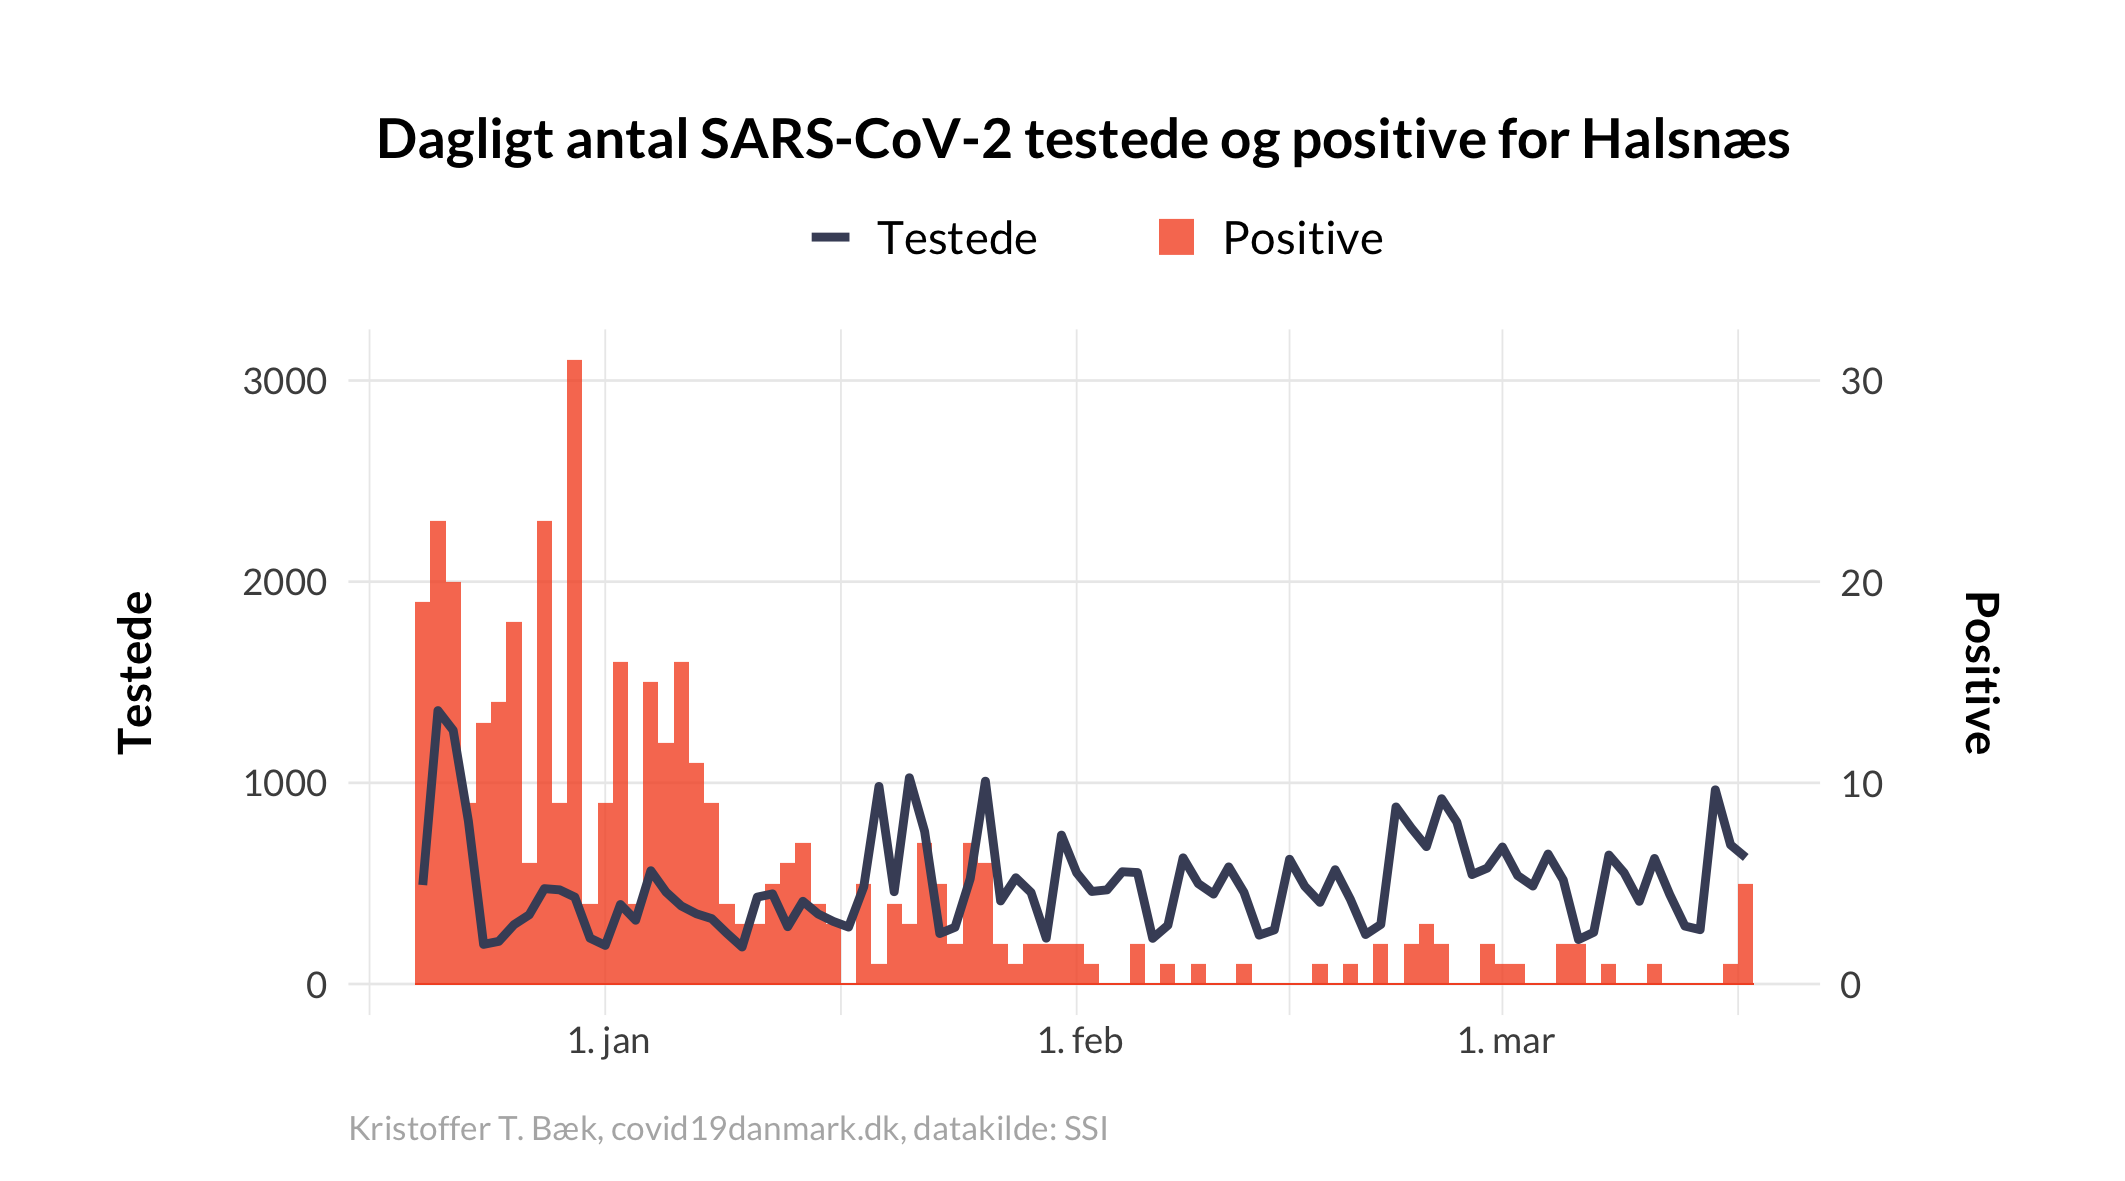 Dagligt antal SARS-CoV-2 testede og positive for Halsnæs
Testede
Positive
3000
2000
1000
0
30
20
10
0
Testede
Positive
1. jan
1. feb
1. mar
Kristoffer T. Bæk, covid19danmark.dk, datakilde: SSI